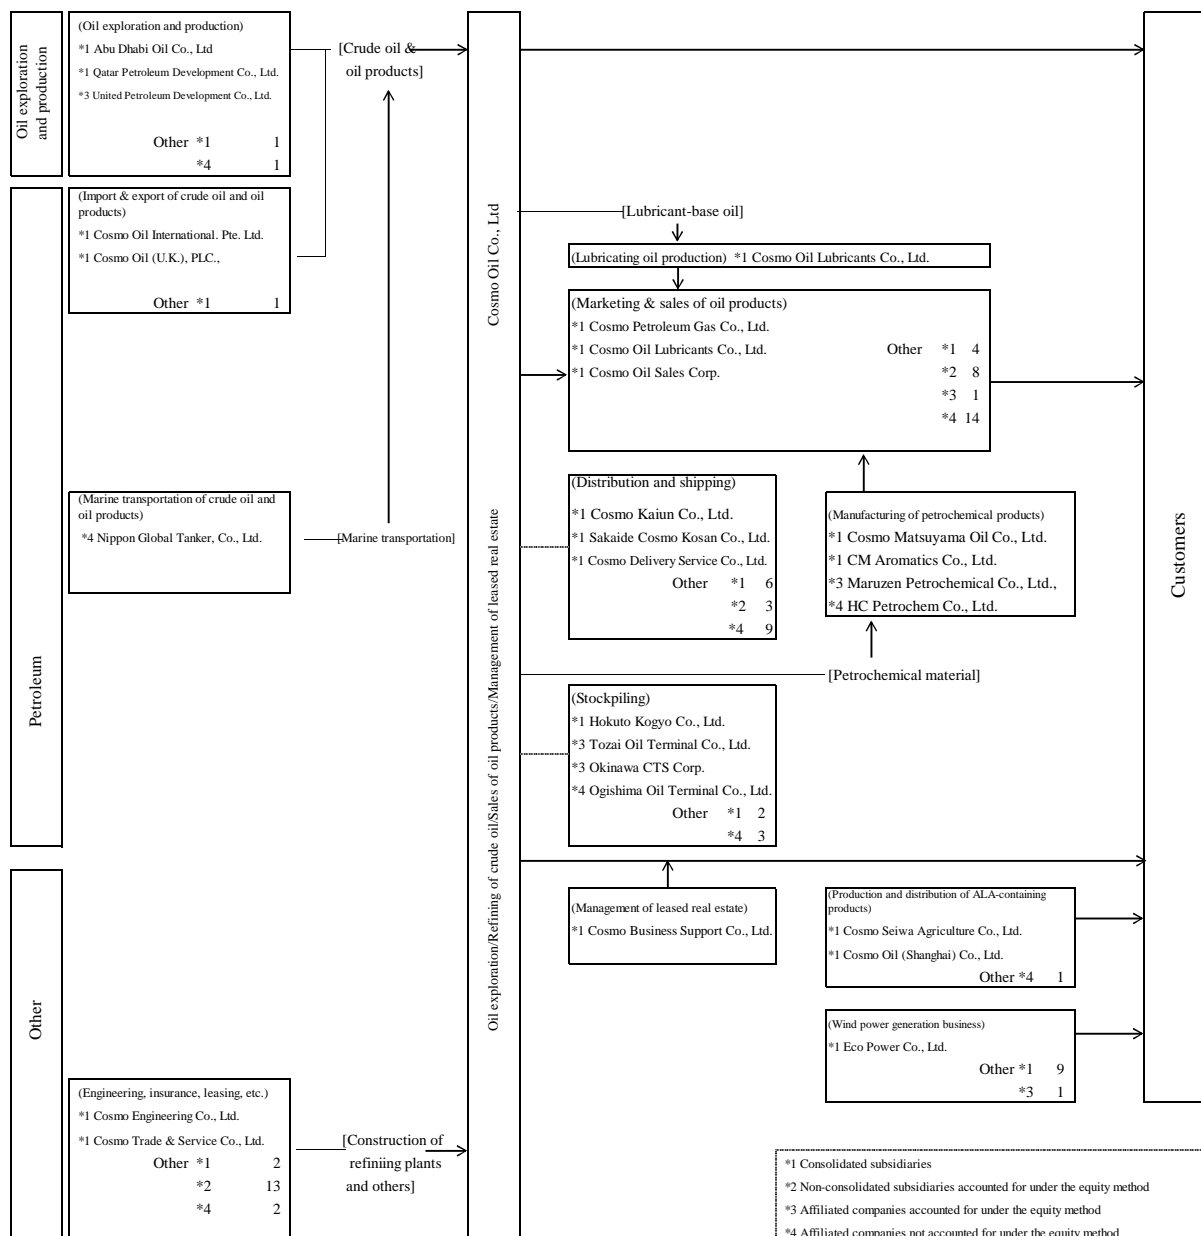 Oil exploration
and production
(Oil exploration and production)
*1 Abu Dhabi Oil Co., Ltd
*1 Qatar Petroleum Development Co., Ltd.
*3 United Petroleum Development Co., Ltd.
Other *1 1
*4 1
[Crude oil &
oil products]
Petroleum
(Import & export of crude oil and oil
products)
*1 Cosmo Oil International. Pte. Ltd.
*1 Cosmo Oil (U.K.), PLC.,
Other *1 1
(Marine transportation of crude oil and
oil products)
*4 Nippon Global Tanker, Co., Ltd.
[Marine transportation]
Other
(Engineering, insurance, leasing, etc.)
*1 Cosmo Engineering Co., Ltd.
*1 Cosmo Trade & Service Co., Ltd.
Other *1 2
*2 13
*4 2
[Construction of
refiniing plants
and others]
Cosmo Oil Co., Ltd
Oil exploration/Refining of crude oil/Sales of oil products/Management of leased real estate
[Lubricant-base oil]
(Lubricating oil production) *1 Cosmo Oil Lubricants Co., Ltd.
(Marketing & sales of oil products)
*1 Cosmo Petroleum Gas Co., Ltd.
*1 Cosmo Oil Lubricants Co., Ltd. Other *1 4
*1 Cosmo Oil Sales Corp. *2 8
*3 1
*4 14
(Distribution and shipping)
*1 Cosmo Kaiun Co., Ltd.
*1 Sakaide Cosmo Kosan Co., Ltd.
*1 Cosmo Delivery Service Co., Ltd.
Other *1 6
*2 3
*4 9
(Manufacturing of petrochemical products)
*1 Cosmo Matsuyama Oil Co., Ltd.
*1 CM Aromatics Co., Ltd.
*3 Maruzen Petrochemical Co., Ltd.,
*4 HC Petrochem Co., Ltd.
[Petrochemical material]
(Stockpiling)
*1 Hokuto Kogyo Co., Ltd.
*3 Tozai Oil Terminal Co., Ltd.
*3 Okinawa CTS Corp.
*4 Ogishima Oil Terminal Co., Ltd.
Other *1 2
*4 3
(Management of leased real estate)
*1 Cosmo Business Support Co., Ltd.
(Production and distribution of ALA-containing
products)
*1 Cosmo Seiwa Agriculture Co., Ltd.
*1 Cosmo Oil (Shanghai) Co., Ltd.
Other *4 1
(Wind power generation business)
*1 Eco Power Co., Ltd.
Other *1 9
*3 1
Customers
*1 Consolidated subsidiaries
*2 Non-consolidated subsidiaries accounted for under the equity method
*3 Affiliated companies accounted for under the equity method
*4 Affiliated companies not accounted for under the equity method